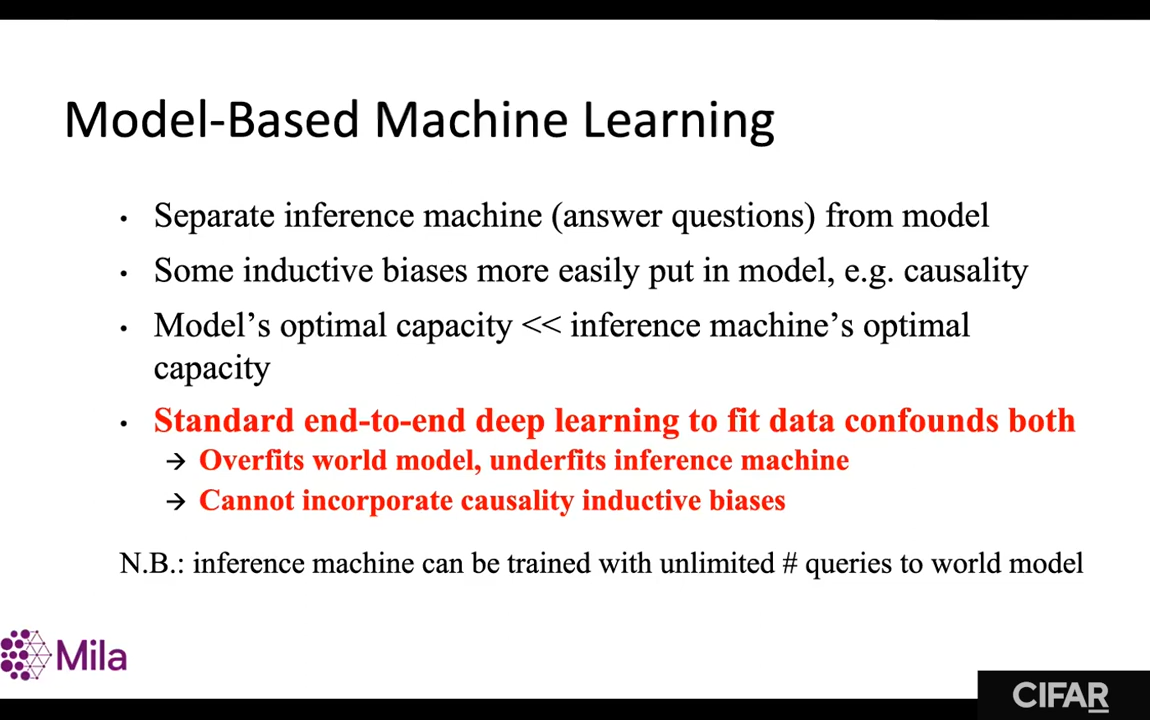 Model-Based Machine Learning
• Separate inference machine (answer questions) from model
• Some inductive biases more easily put in model, e.g. causality
• Model’s optimal capacity << inference machine’s optimal
capacity
• Standard end-to-end deep learning to fit data confounds both
→ Overfits world model, underfits inference machine
→ Cannot incorporate causality inductive biases
N.B.: inference machine can be trained with unlimited # queries to world model
Mila
CIFAR